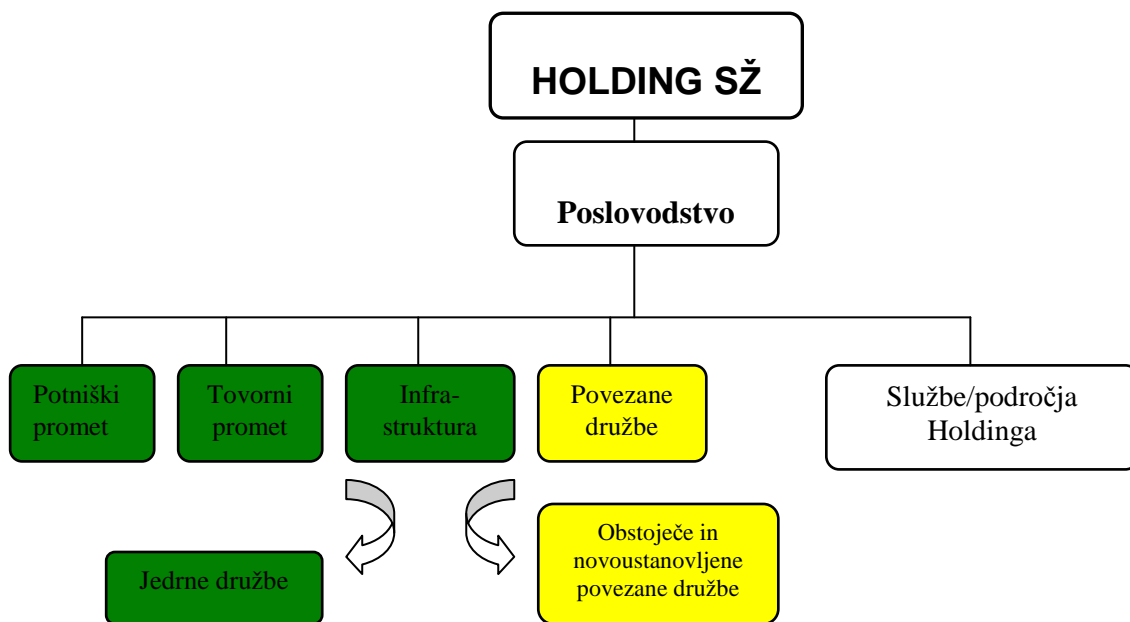 HOLDING SŽ
Poslovodstvo
Potniški
promet
Tovorni
promet
Infra-
struktura
Povezane
družbe
Službe/področja
Holdinga
Jedrne družbe
Obstoječe in
novoustanovljene
povezane družbe